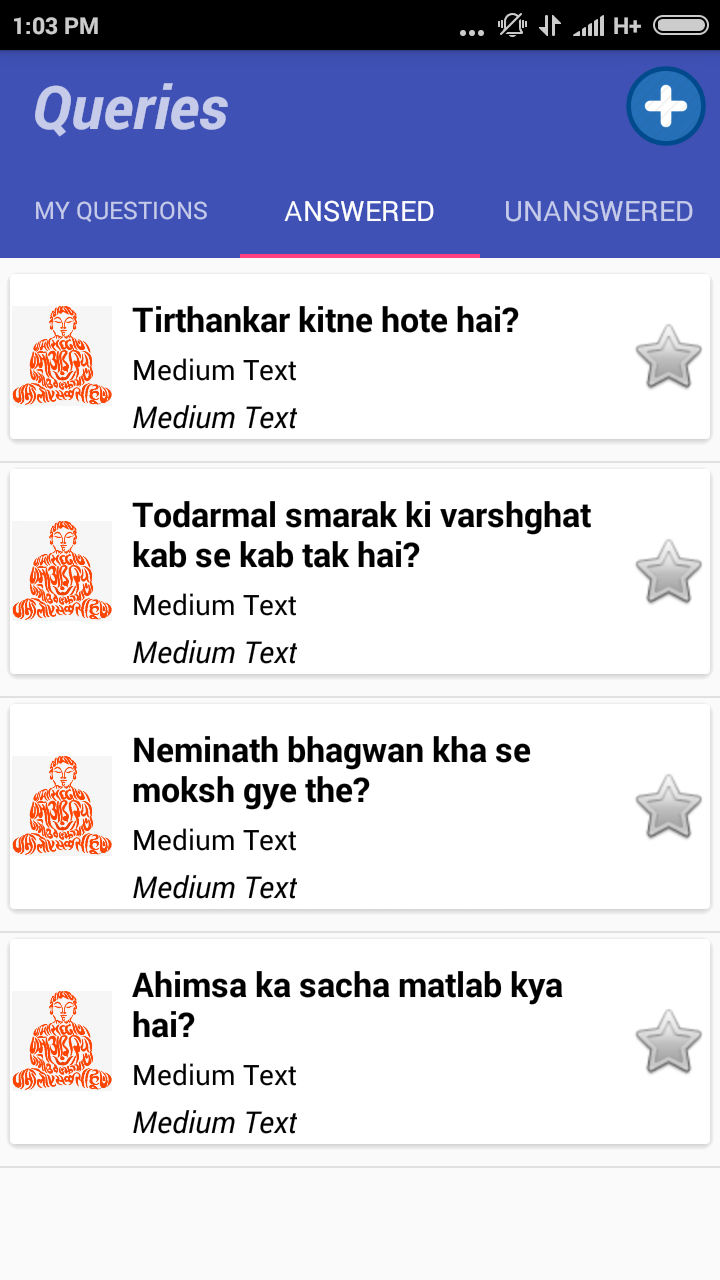 1:03 PM
H+
Queries
MY QUESTIONS
ANSWERED
UNANSWERED
Tirthankar kitne hote hai?
Medium Text
Medium Text
Todarmal smarak ki varshghat
kab se kab tak hai?
Medium Text
Medium Text
Neminath bhagwan kha se
moksh gye the?
Medium Text
Medium Text
Ahimsa ka sacha matlab kya
hai?
Medium Text
Medium Text